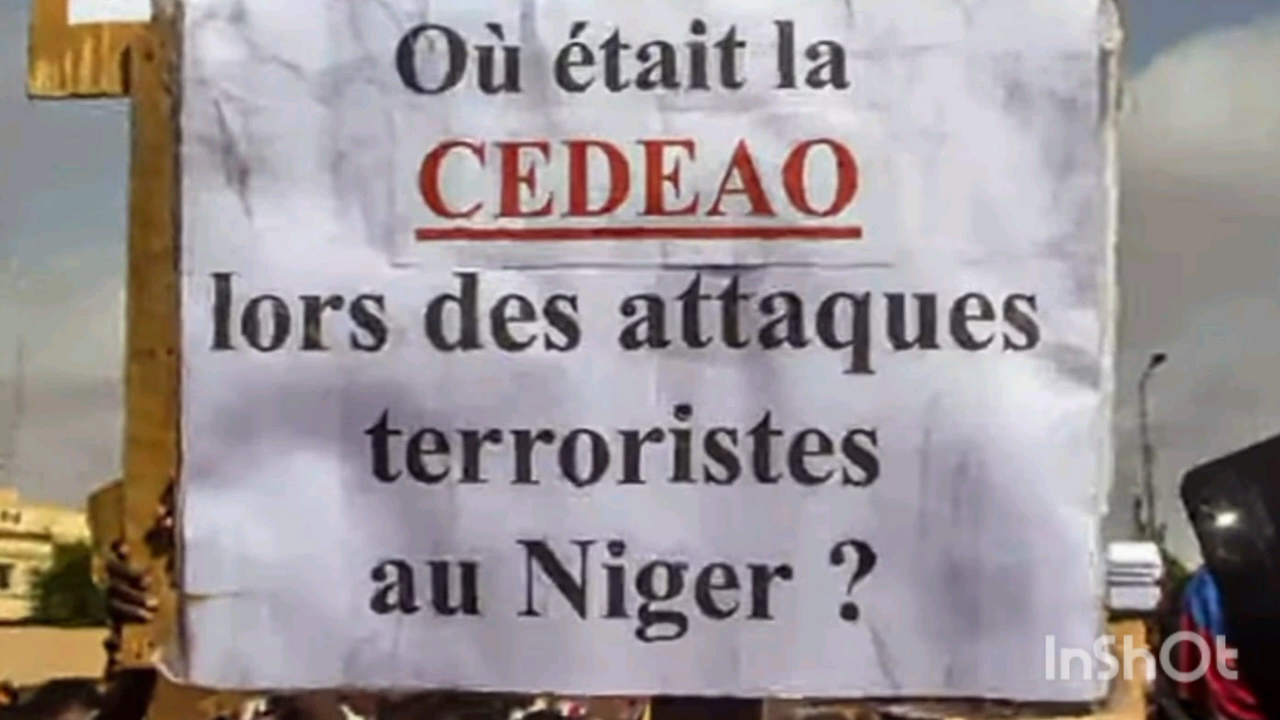 Où était la
CEDEAO
lors des attaques
terroristes
au Niger ?
InShOt